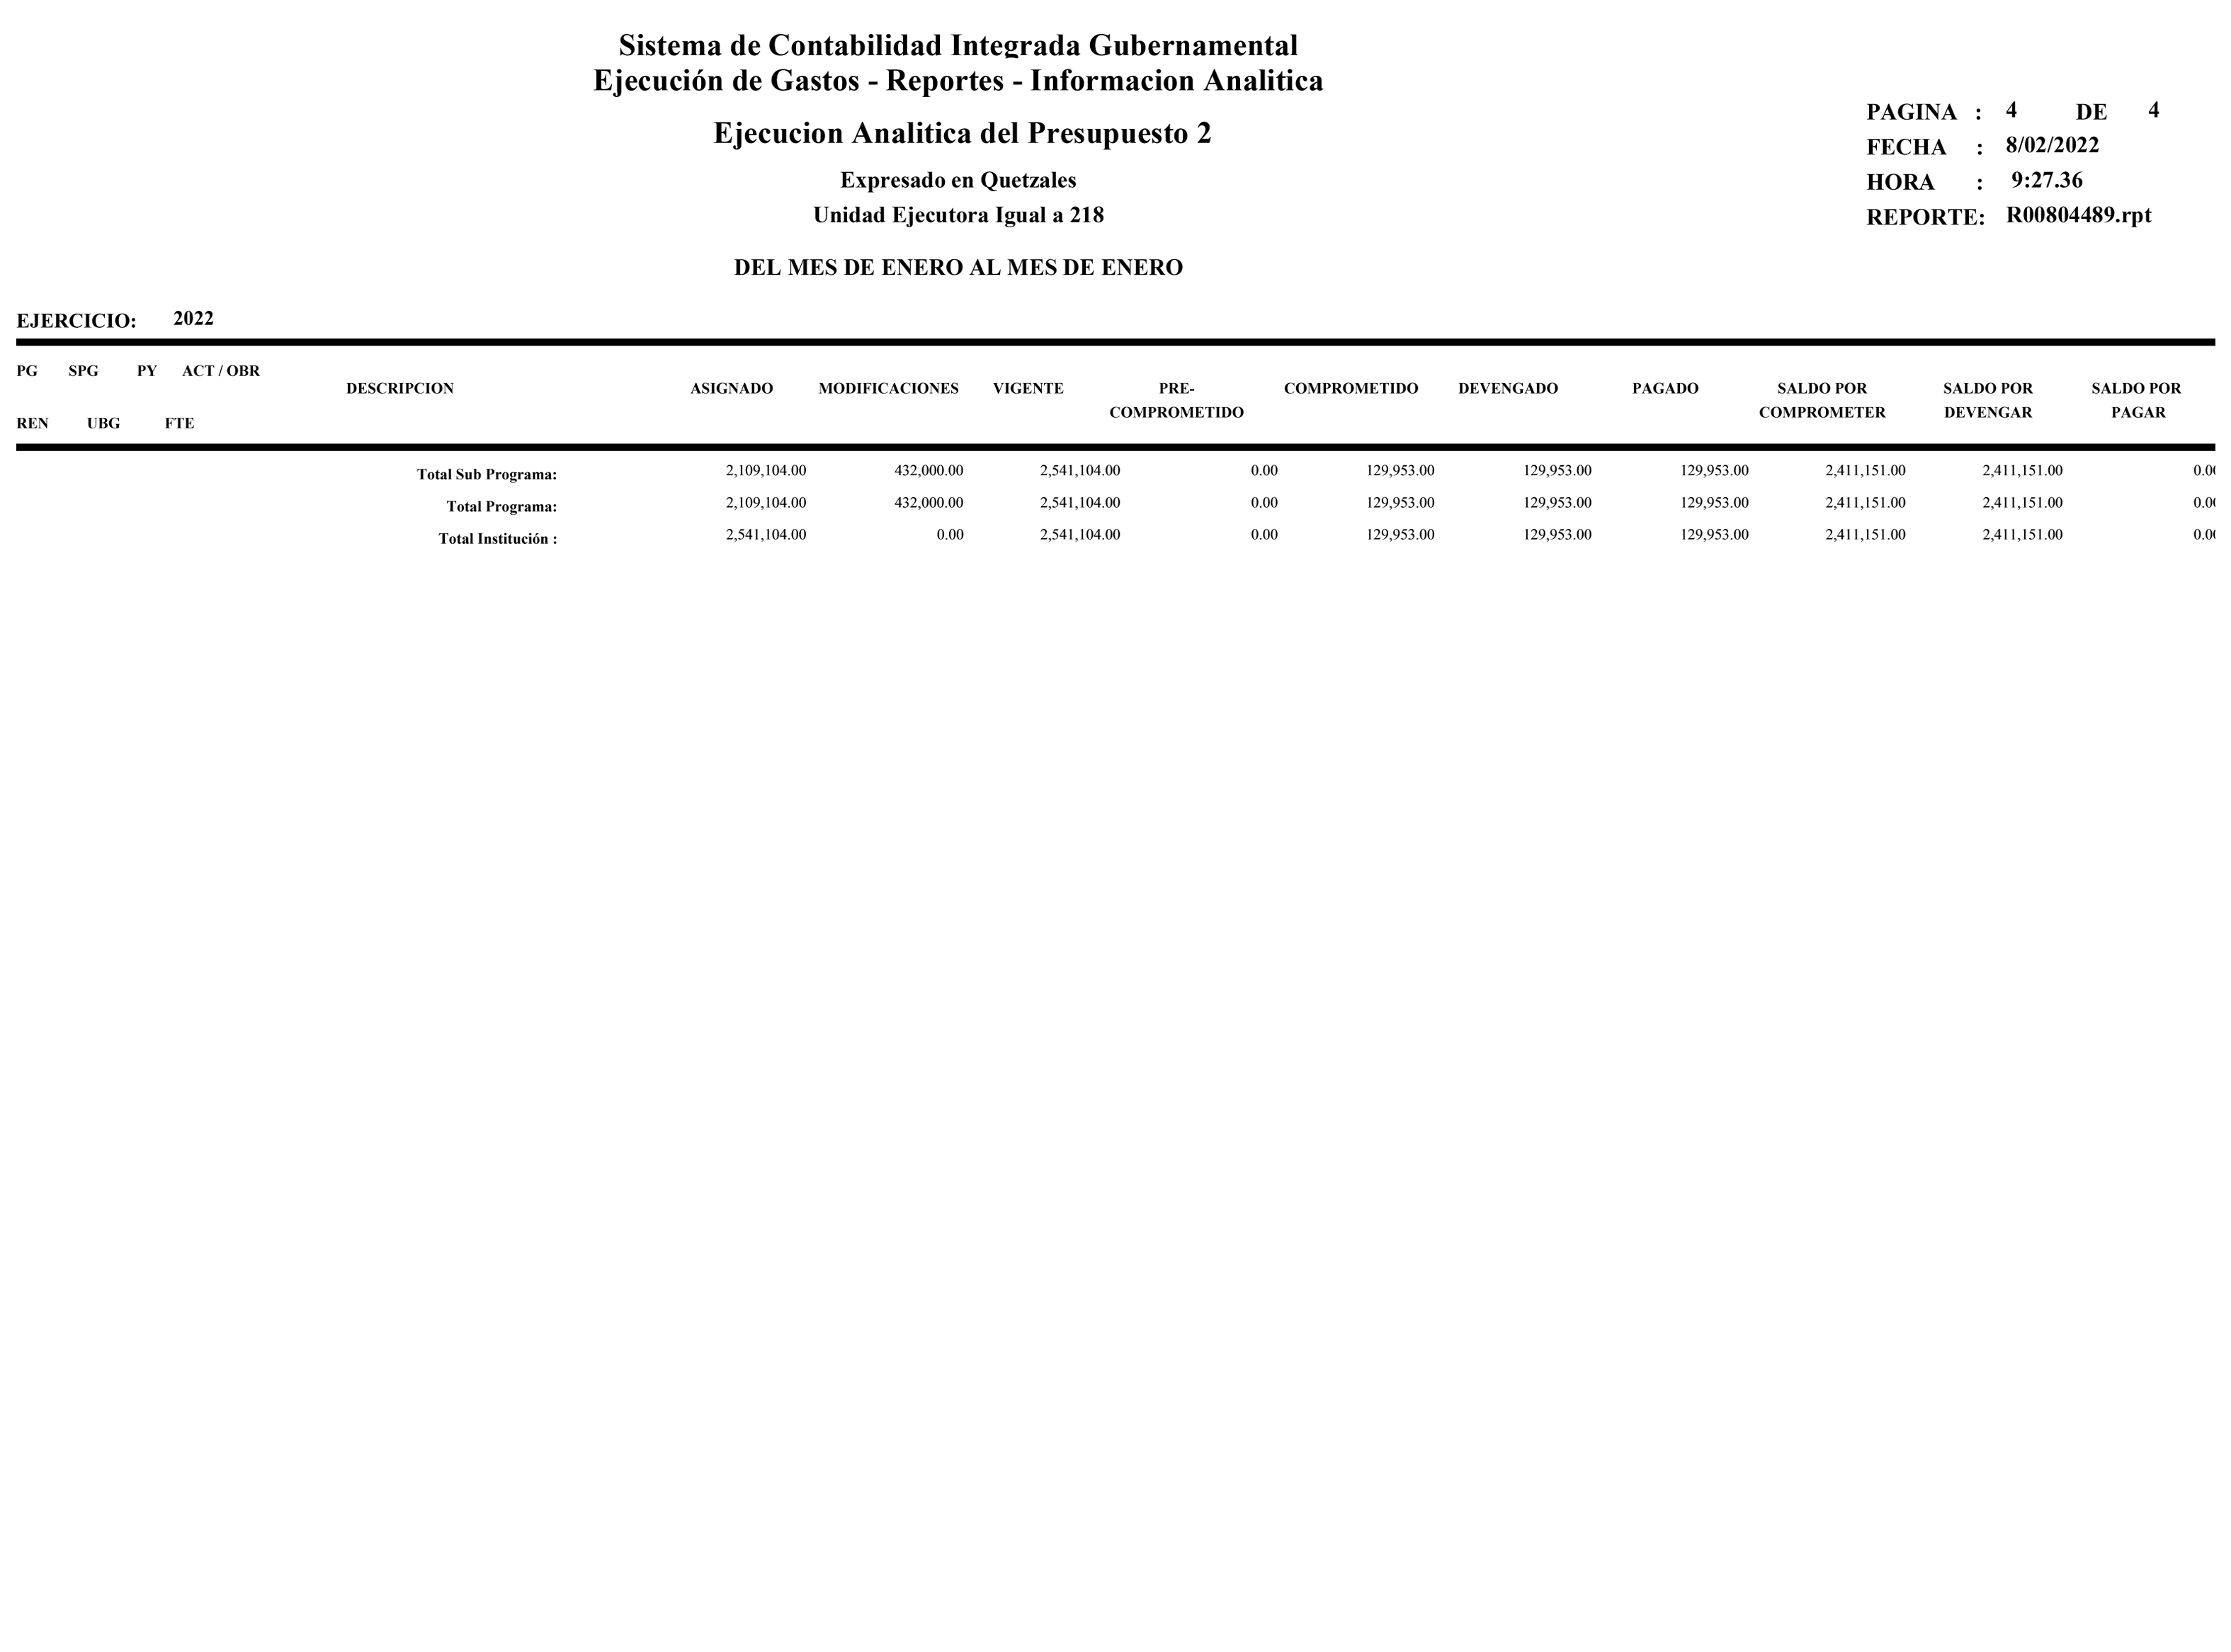 Sistema de Contabilidad Integrada Gubernamental
Ejecución de Gastos - Reportes - Informacion Analitica
Ejecucion Analitica del Presupuesto 2
Expresado en Quetzales
Unidad Ejecutora Igual a 218
DEL MES DE ENERO AL MES DE ENERO
PAGINA : 4 DE 4
FECHA : 8/02/2022
HORA : 9:27.36
REPORTE: R00804489.rpt
EJERCICIO: 2022
PG SPG PY ACT / OBR
REN UBG FTE
DESCRIPCION ASIGNADO MODIFICACIONES VIGENTE PRE- COMPROMETIDO DEVENGADO PAGADO SALDO POR SALDO POR SALDO POR
COMPROMETIDO COMPROMETER DEVENGAR PAGAR
Total Sub Programa: 2,109,104.00 432,000.00 2,541,104.00 0.00 129,953.00 129,953.00 129,953.00 2,411,151.00 2,411,151.00 0.00
Total Programa: 2,109,104.00 432,000.00 2,541,104.00 0.00 129,953.00 129,953.00 129,953.00 2,411,151.00 2,411,151.00 0.00
Total Institución : 2,541,104.00 0.00 2,541,104.00 0.00 129,953.00 129,953.00 129,953.00 2,411,151.00 2,411,151.00 0.00